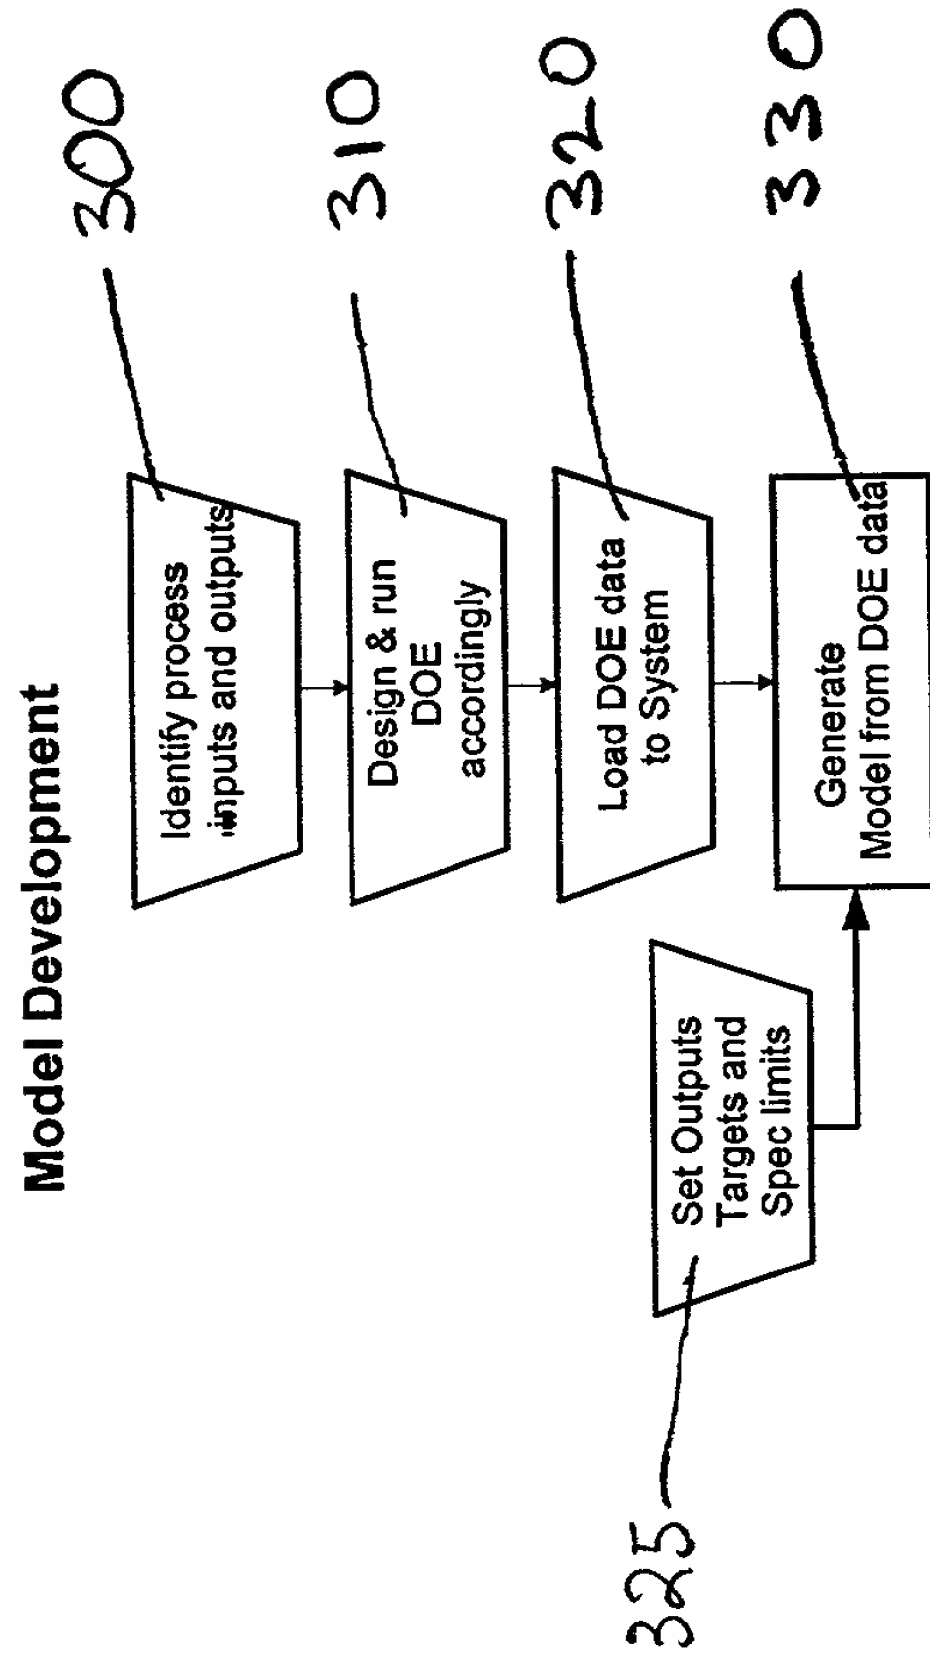 Model Development
300
Identify process
inputs and outputs
310
Design & run
DOE
accordingly
320
Load DOE data
to System
325
Set Outputs
Targets and
Spec limits
330
Generate
Model from DOE data